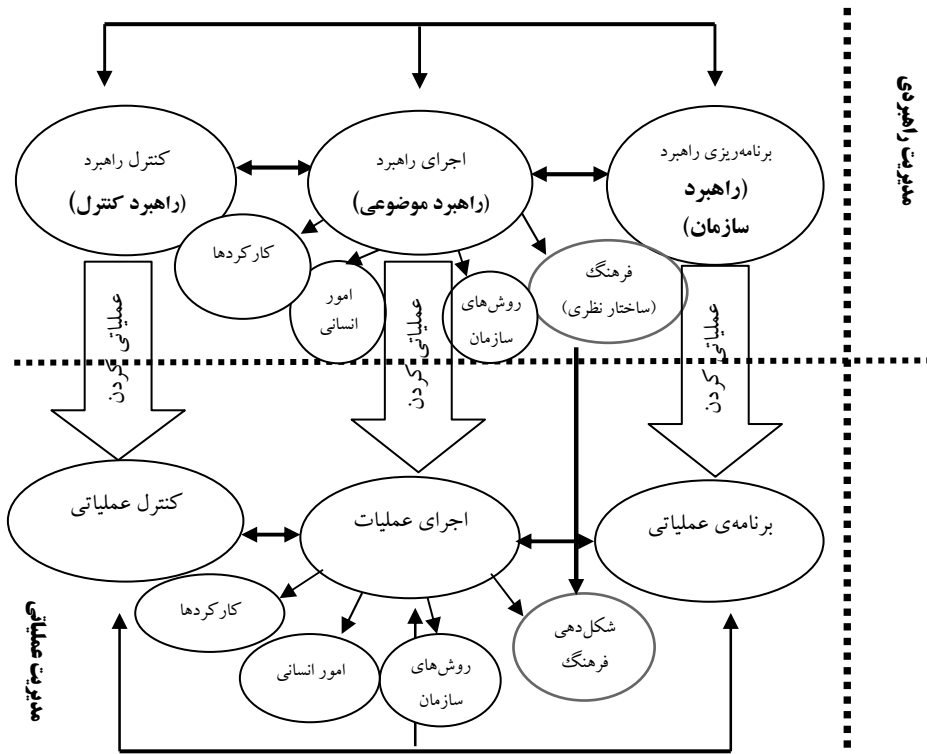 مدیریت راهبردی
برنامه‌ریزی راهبرد
(راهبرد
سازمان)
اجرای راهبرد
(راهبرد موضوعی)
کنترل راهبرد
(راهبرد کنترل)
فرهنگ
(ساختار نظری)
روش‌های
سازمان
امور
انسانی
کارکردها
عملیاتی کردن
عملیاتی کردن
عملیاتی کردن
برنامه‌ی عملیاتی
اجرای عملیات
کنترل عملیاتی
شکل‌دهی
فرهنگ
روش‌های
سازمان
امور انسانی
کارکردها
مدیریت عملیاتی